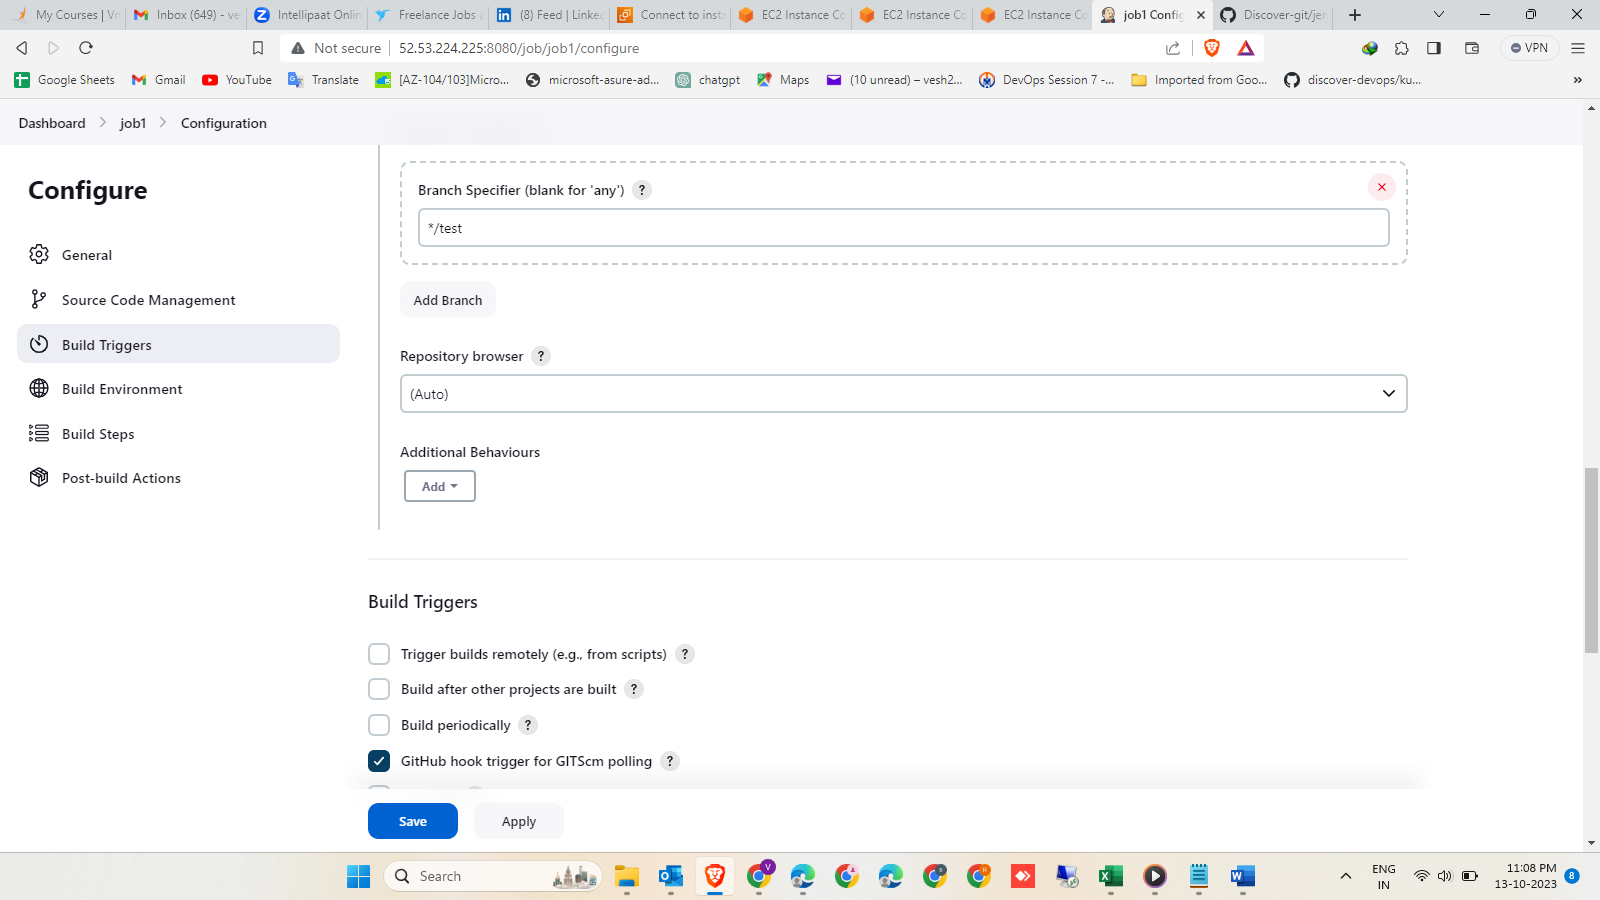 My Courses | Vn
Inbox (649) - ve
Intellipaat Onlin
Freelance Jobs a
(8) Feed | Linked
Connect to insta
EC2 Instance Co
EC2 Instance Co
EC2 Instance Co
job1 Config
Discover-git/jen
Not secure
52.53.224.225:8080/job/job1/configure
VPN
Google Sheets
Gmail
YouTube
Translate
[AZ-104/103]Micro...
microsoft-asure-ad...
chatgpt
Maps
(10 unread) – vesh2...
DevOps Session 7 -...
Imported from Goo...
discover-devops/ku...
»
Dashboard > job1 > Configuration
Configure
General
Source Code Management
Build Triggers
Build Environment
Build Steps
Post-build Actions
Branch Specifier (blank for 'any') ?
*/test
Add Branch
Repository browser ?
(Auto)
Additional Behaviours
Add
Build Triggers
Trigger builds remotely (e.g., from scripts) ?
Build after other projects are built ?
Build periodically ?
GitHub hook trigger for GITScm polling ?
Save
Apply
Search
ENG
IN
11:08 PM
13-10-2023
8